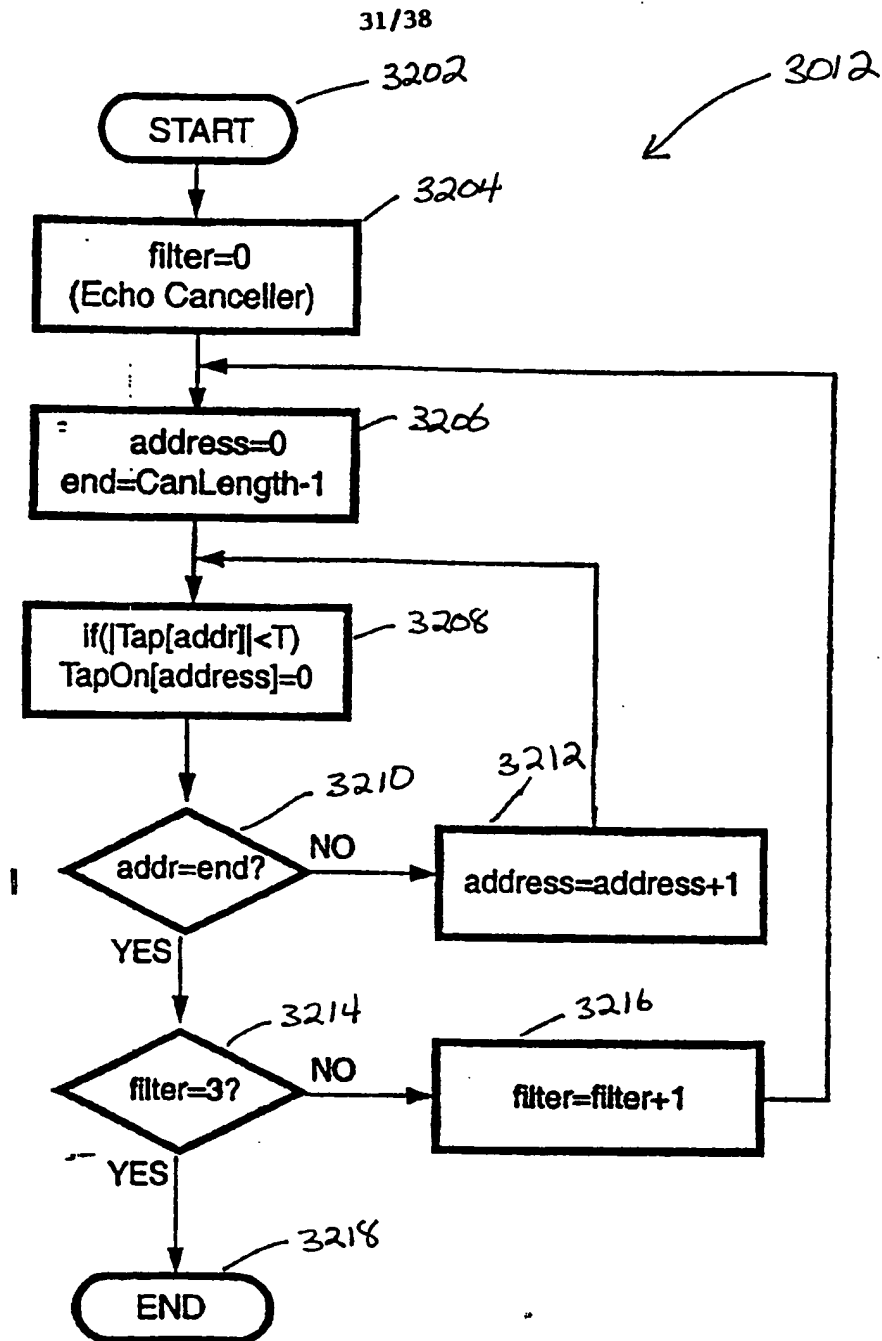 31/38
3202
3012
START
3204
filter=0
(Echo Canceller)
3206
address=0
end=CanLength-1
3208
if(|Tap[addr]|<T)
TapOn[address]=0
3210
addr=end?
NO
3212
address=address+1
YES
3214
filter=3?
NO
3216
filter=filter+1
YES
3218
END